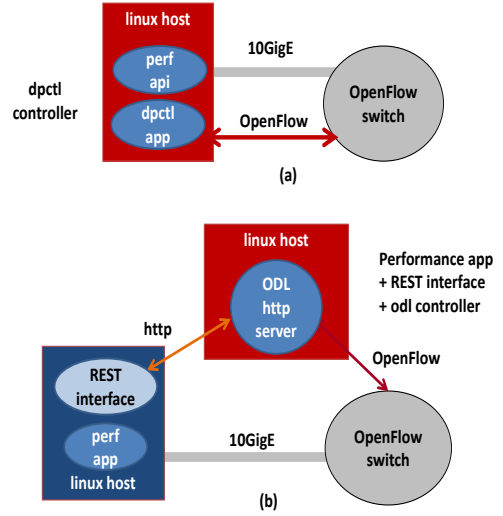 linux host
perf
api
10GigE
dpctl
controller
dpctl
app
OpenFlow
OpenFlow
switch
(a)
linux host
ODL
http
server
Performance app
+ REST interface
+ odl controller
http
OpenFlow
REST
interface
perf
app
linux host
10GigE
OpenFlow
switch
(b)